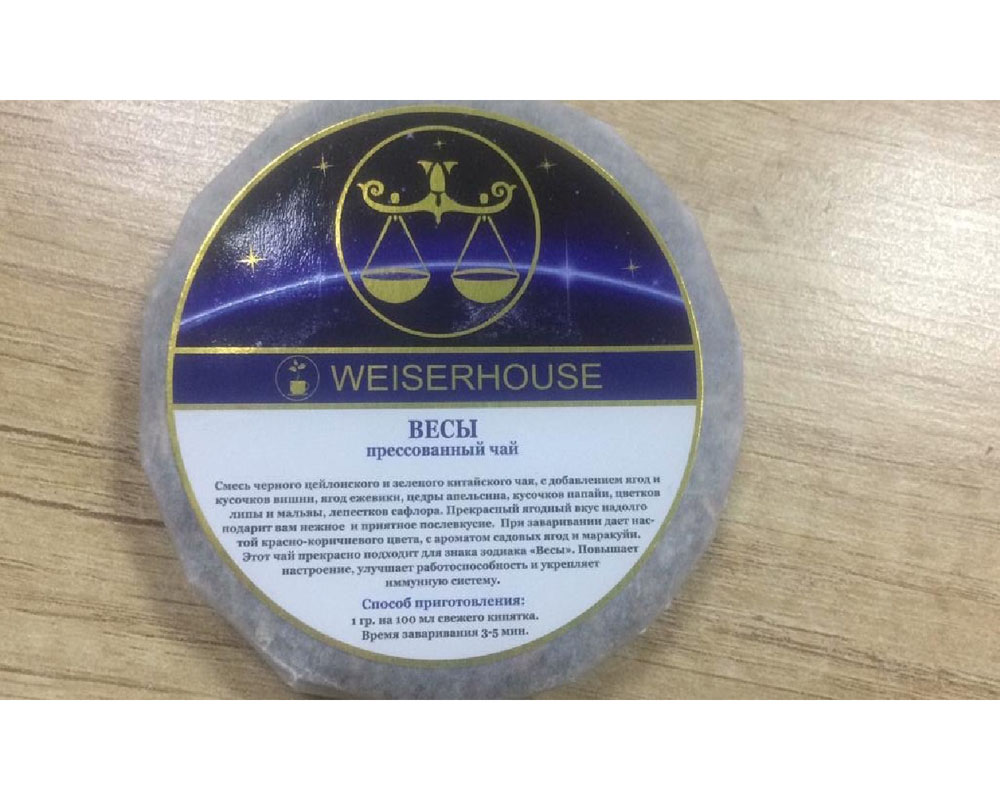 WEISERHOUSE
ВЕСЫ
прессованный чай
Смесь черного цейлонского и зеленого китайского чая, с добавлением ягод и
кусочков вишни, ягод ежевики, цедры апельсина, кусочков папайи, цветков
липы и мальвы, лепестков сафлора. Прекрасный ягодный вкус надолго
подарит вам нежное и приятное послевкусие. При заваривании дает нас-
той красно-коричневого цвета, с ароматом садовых ягод и маракуйи.
Этот чай прекрасно подходит для знака зодиака «Весы». Повышает
настроение, улучшает работоспособность и укрепляет
иммунную систему.
Способ приготовления:
1 гр. на 100 мл свежего кипятка.
Время заваривания 3-5 мин.